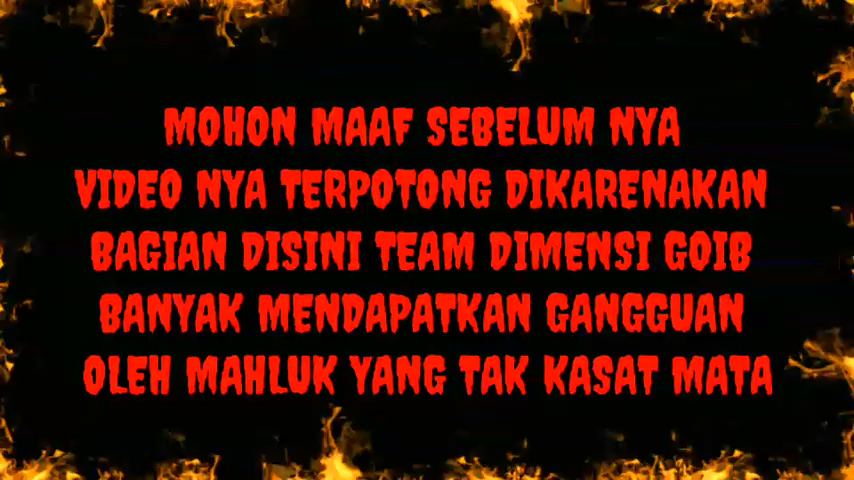 MOHON MAAF SEBELUM NYA
VIDEO NYA TERPOTONG DIKARENAKAN
BAGIAN DISINI TEAM DIMENSI GOIB
BANYAK MENDAPATKAN GANGGUAN
OLEH MAHLUK YANG TAK KASAT MATA